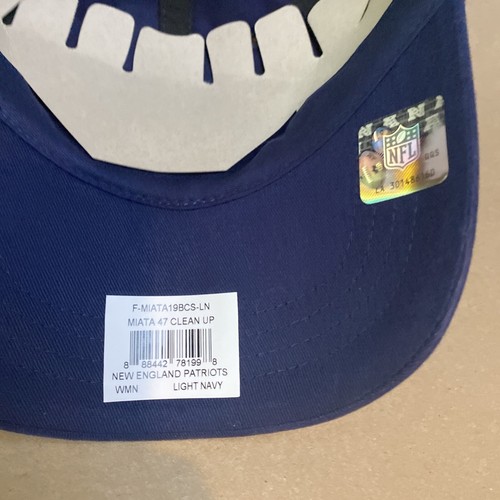 NFL
F-MIATA19BCS-LN
MIATA 47 CLEAN UP
8 88442 78199 8
NEW ENGLAND PATRIOTS
WMN LIGHT NAVY